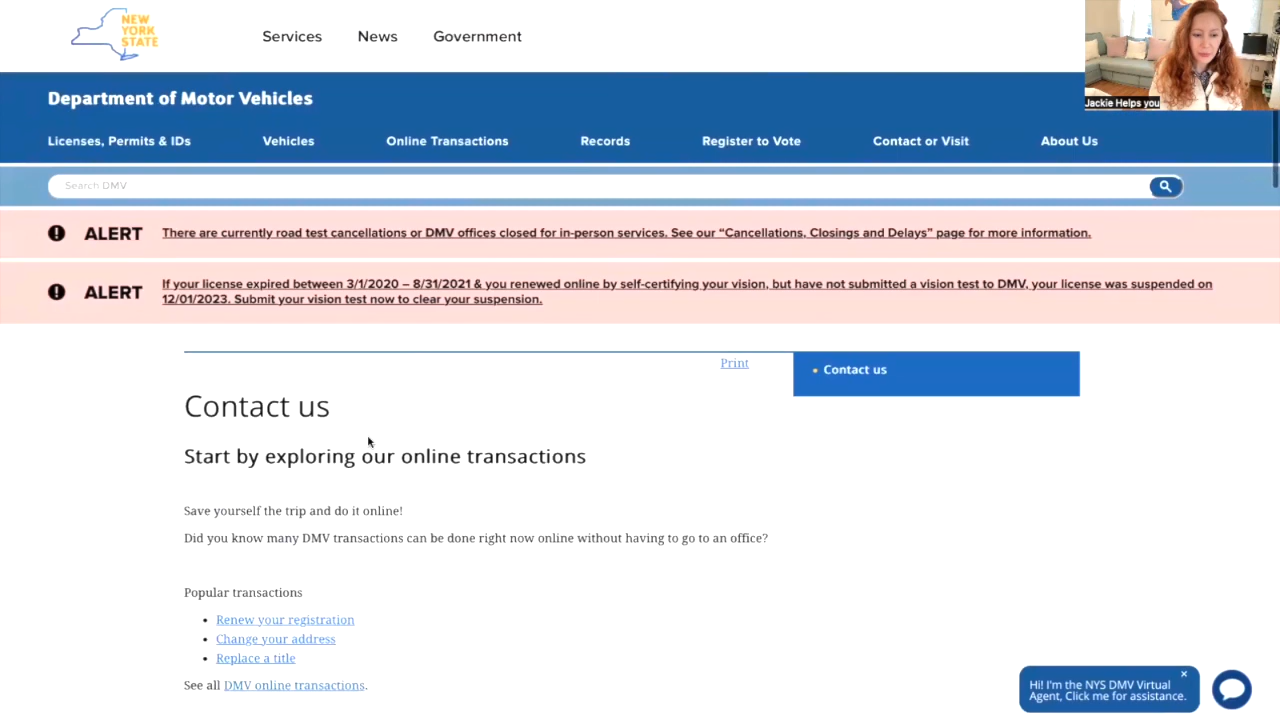 NEW
YORK
STATE
Services
News
Government
Jackie Helps you
Department of Motor Vehicles
Licenses, Permits & IDs
Vehicles
Online Transactions
Records
Register to Vote
Contact or Visit
About Us
Search DMV
ALERT
There are currently road test cancellations or DMV offices closed for in-person services. See our “Cancellations, Closings and Delays” page for more information.
ALERT
If your license expired between 3/1/2020 – 8/31/2021 & you renewed online by self-certifying your vision, but have not submitted a vision test to DMV, your license was suspended on
12/01/2023. Submit your vision test now to clear your suspension.
Print
Contact us
Contact us
Start by exploring our online transactions
Save yourself the trip and do it online!
Did you know many DMV transactions can be done right now online without having to go to an office?
Popular transactions
Renew your registration
Change your address
Replace a title
See all DMV online transactions.
Hi! I'm the NYS DMV Virtual
Agent, Click me for assistance.